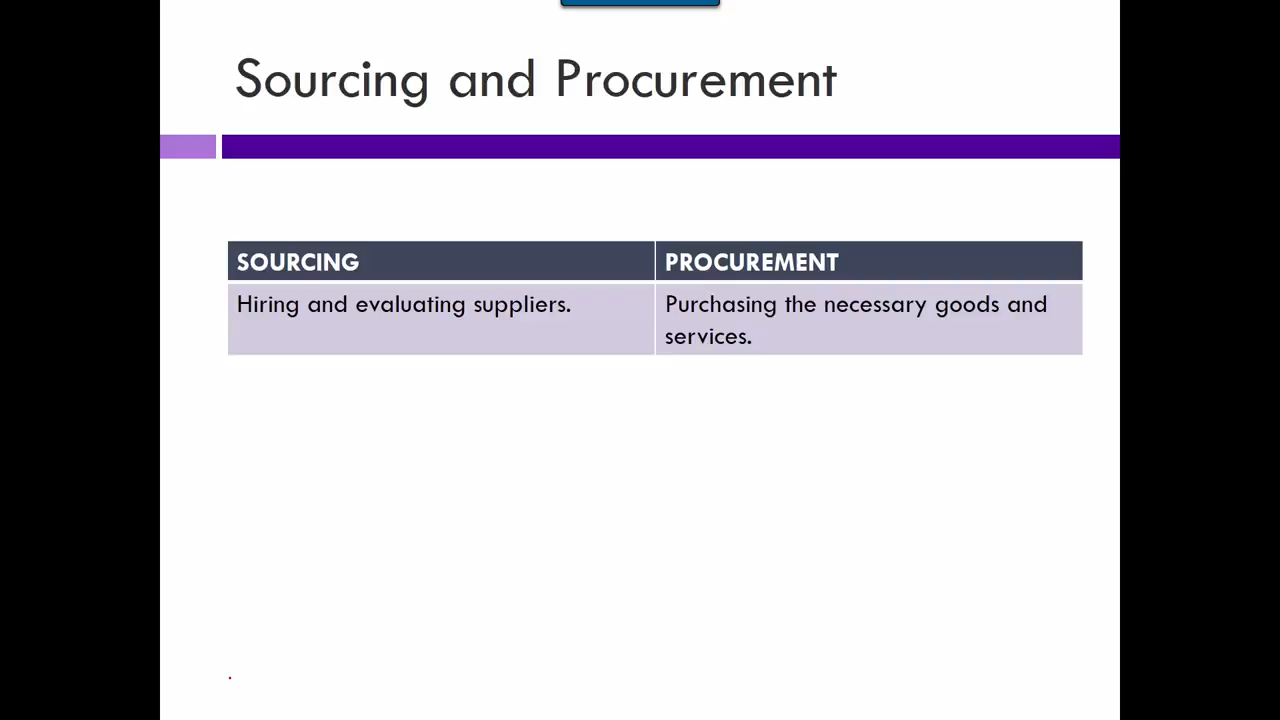 Sourcing and Procurement
SOURCING
PROCUREMENT
Hiring and evaluating suppliers.
Purchasing the necessary goods and
services.